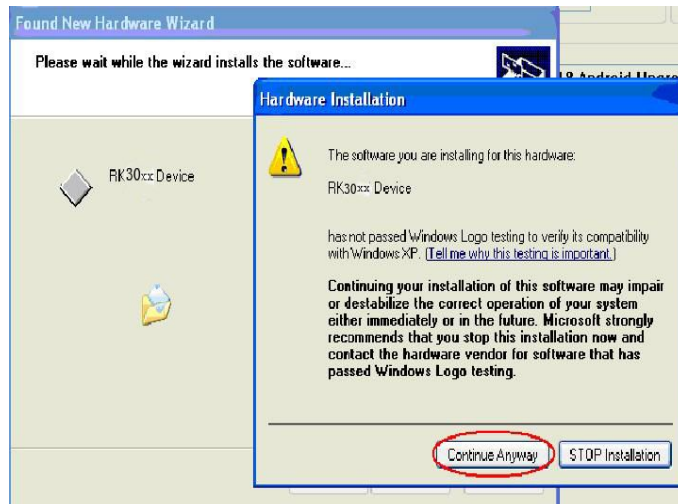 Found New Hardware Wizard
Please wait while the wizard installs the software...
Hardware Installation
RK30xx Device
The software you are installing for this hardware:
RK30xx Device
has not passed Windows Logo testing to verify its compatibility
with Windows XP. (Tell me why this testing is important.)
Continuing your installation of this software may impair
or destabilize the correct operation of your system
either immediately or in the future. Microsoft strongly
recommends that you stop this installation now and
contact the hardware vendor for software that has
passed Windows Logo testing.
Continue Anyway
STOP Installation